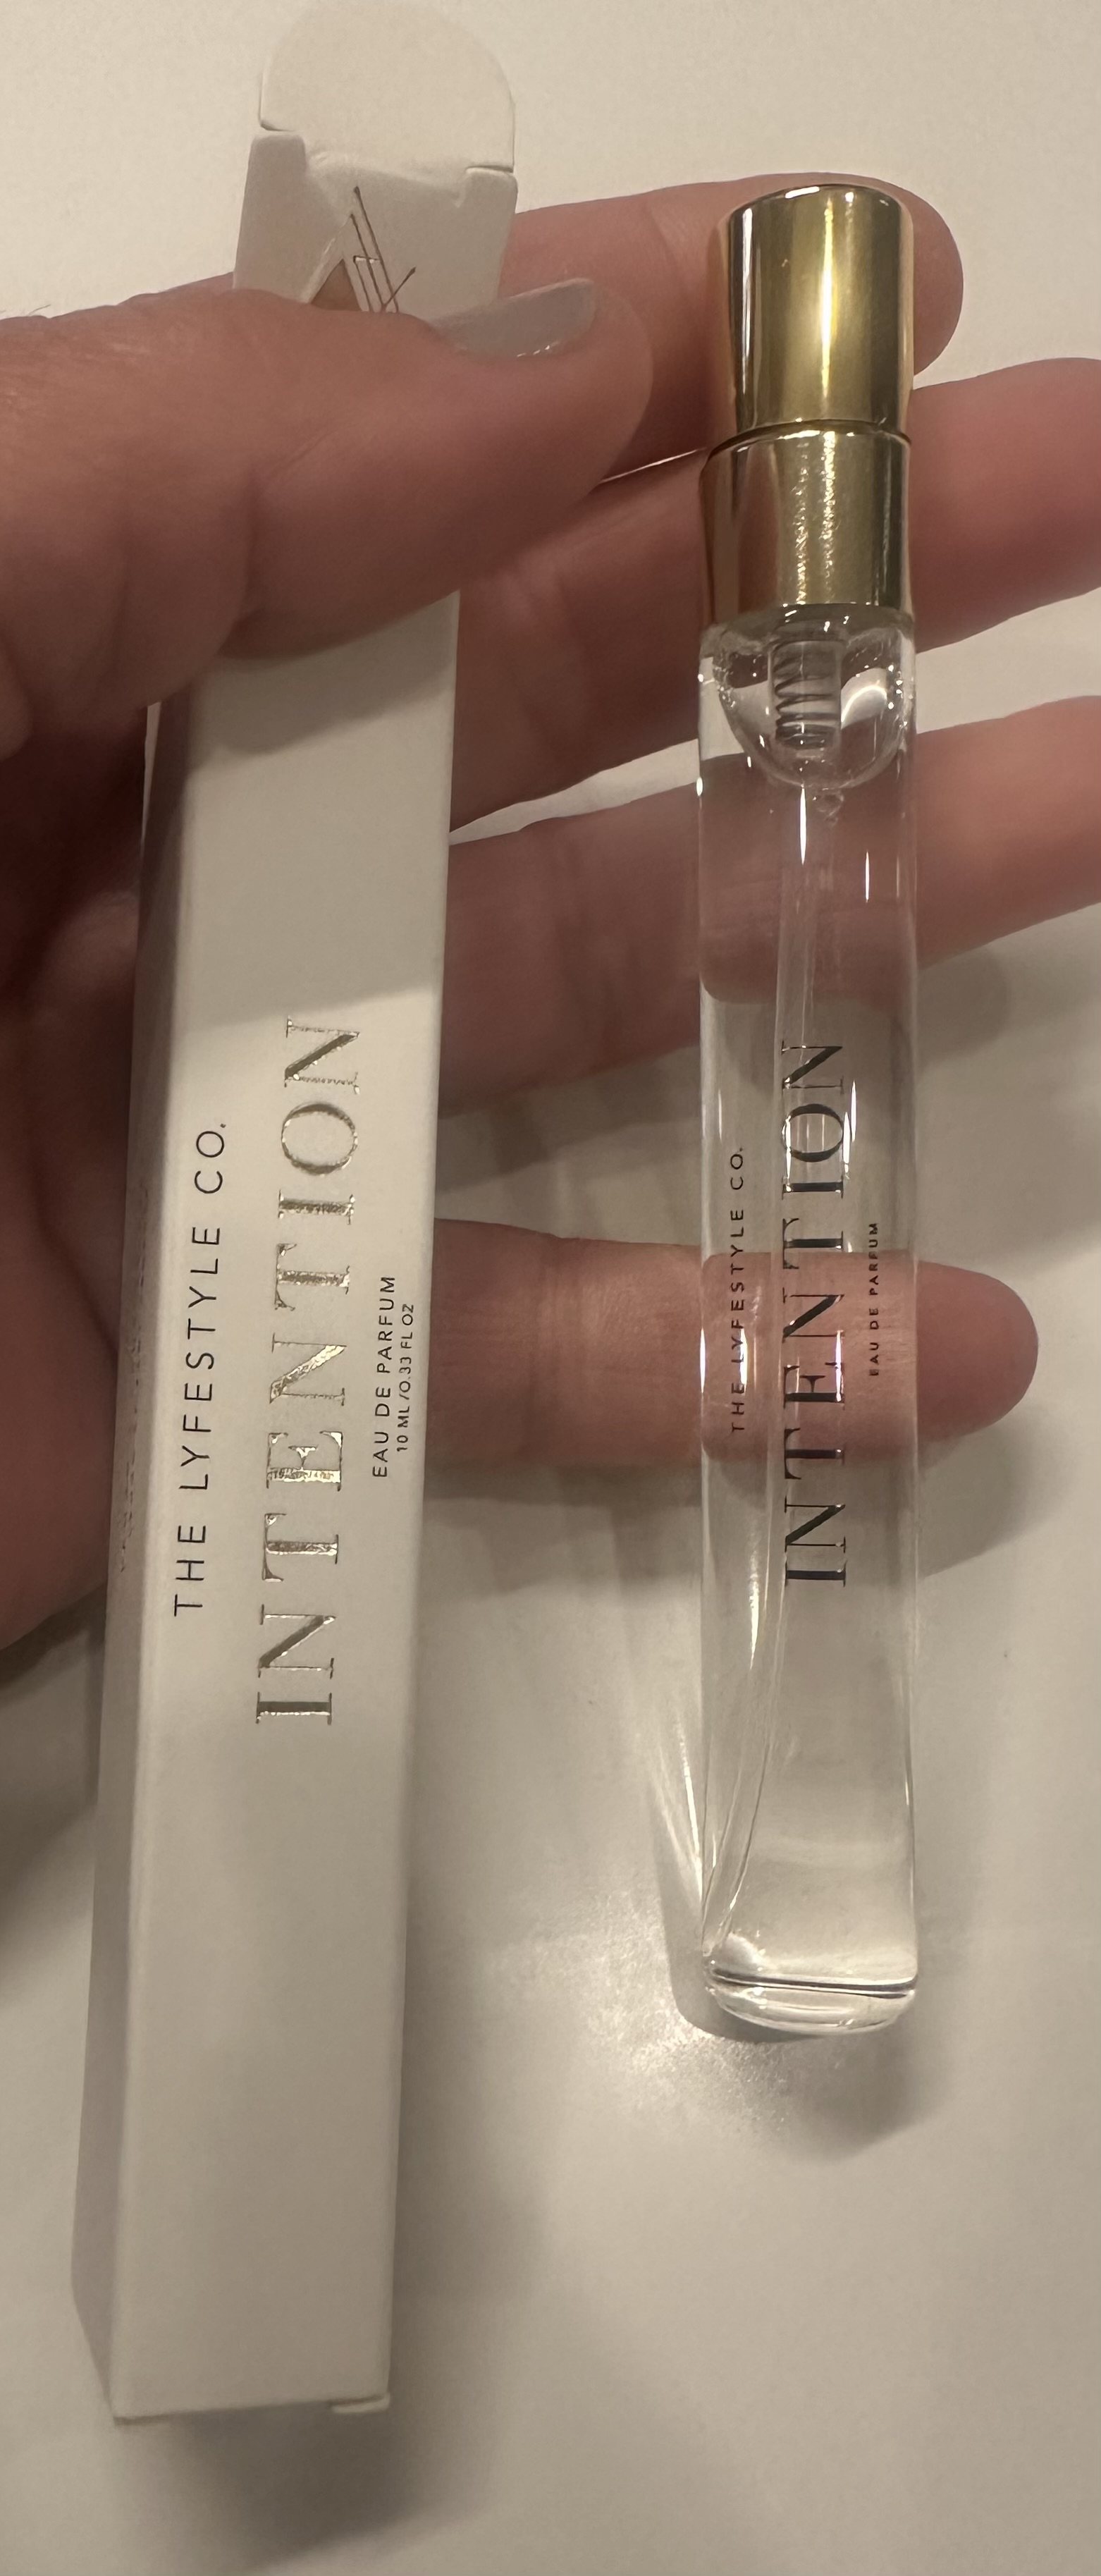 THE LYFESTYLE CO.
INTENTION
EAU DE PARFUM
10 ML /0.33 FL OZ
THE LYFESTYLE CO.
INTENTION
EAU DE PARFUM